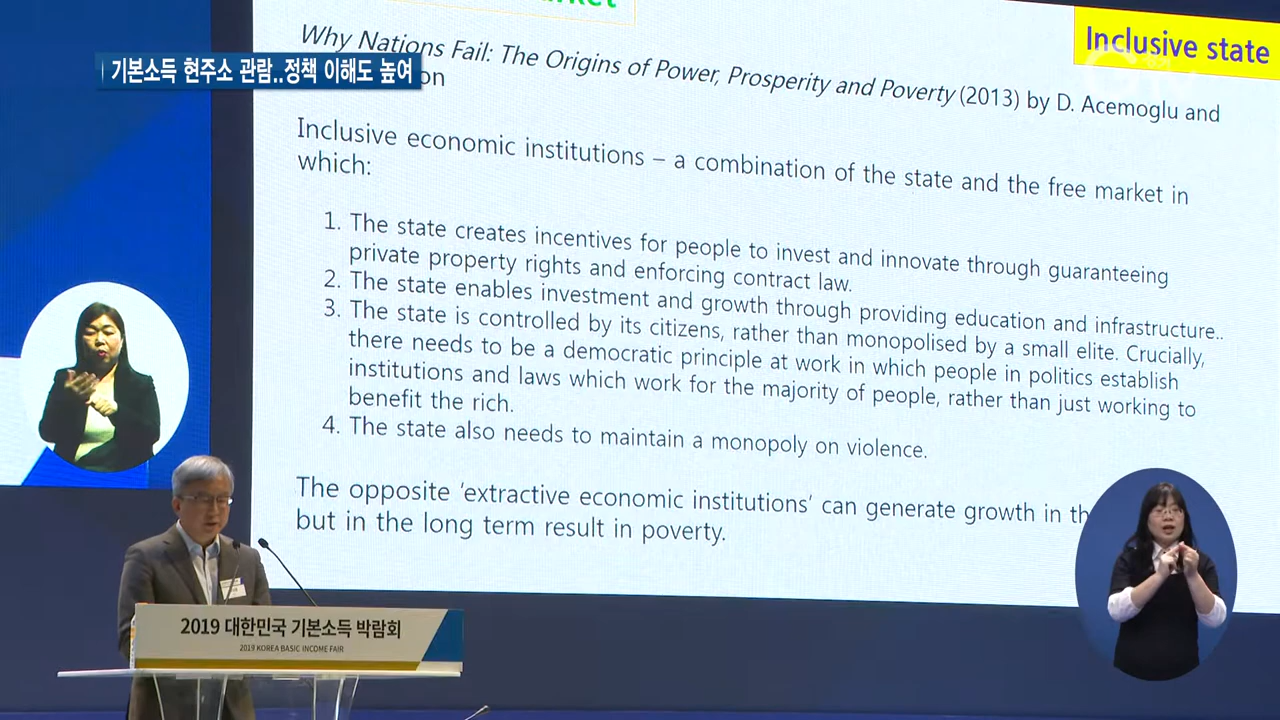 기본소득 현주소 관람..정책 이해도 높여
Inclusive state
Why Nations Fail: The Origins of Power, Prosperity and Poverty (2013) by D. Acemoglu and
Inclusive economic institutions – a combination of the state and the free market in
which:
1. The state creates incentives for people to invest and innovate through guaranteeing
private property rights and enforcing contract law.
2. The state enables investment and growth through providing education and infrastructure..
3. The state is controlled by its citizens, rather than monopolised by a small elite. Crucially,
there needs to be a democratic principle at work in which people in politics establish
institutions and laws which work for the majority of people, rather than just working to
benefit the rich.
4. The state also needs to maintain a monopoly on violence.
The opposite ‘extractive economic institutions’ can generate growth in
but in the long term result in poverty.
2019 대한민국 기본소득 박람회
2019 KOREA BASIC INCOME FAIR